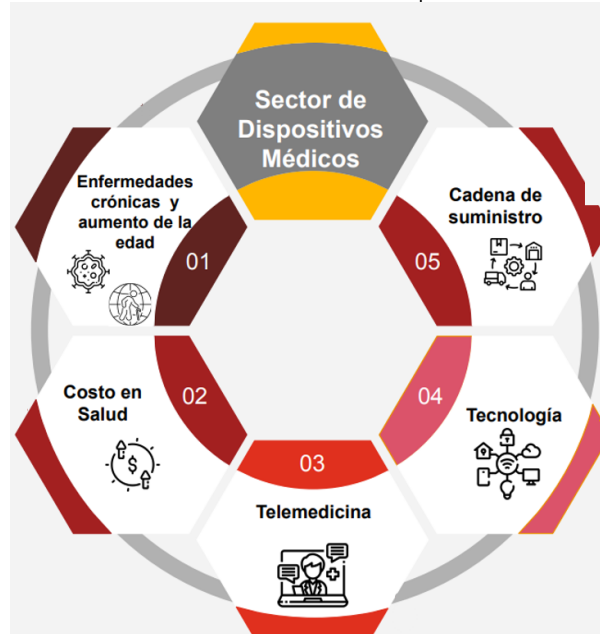 Sector de
Dispositivos
Médicos
Enfermedades
crónicas y
aumento de la
edad
01
Costo en
Salud
02
03
Telemedicina
04
Tecnología
Cadena de
suministro
05